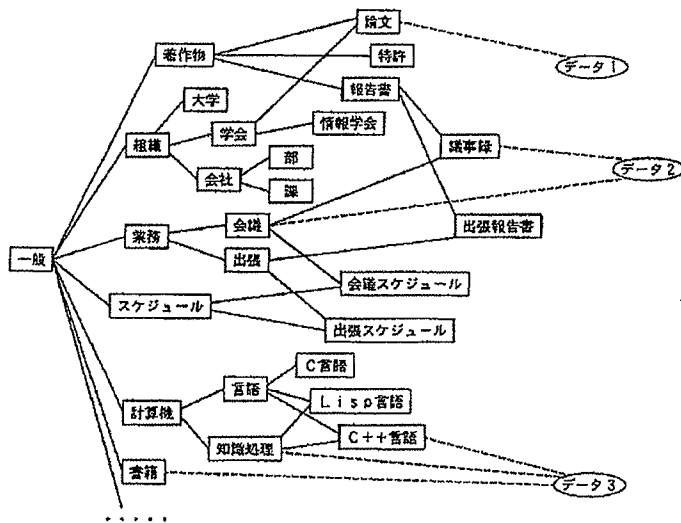 論文
著作物
特許
データ1
報告書
大学
情報学会
学会
組織
議事録
部
会社
データ2
課
会議
出張報告書
業務
出張
一般
会議スケジュール
スケジュール
出張スケジュール
C言語
言語
Lisp言語
計算機
C++言語
知識処理
書籍
データ3
・・・・・